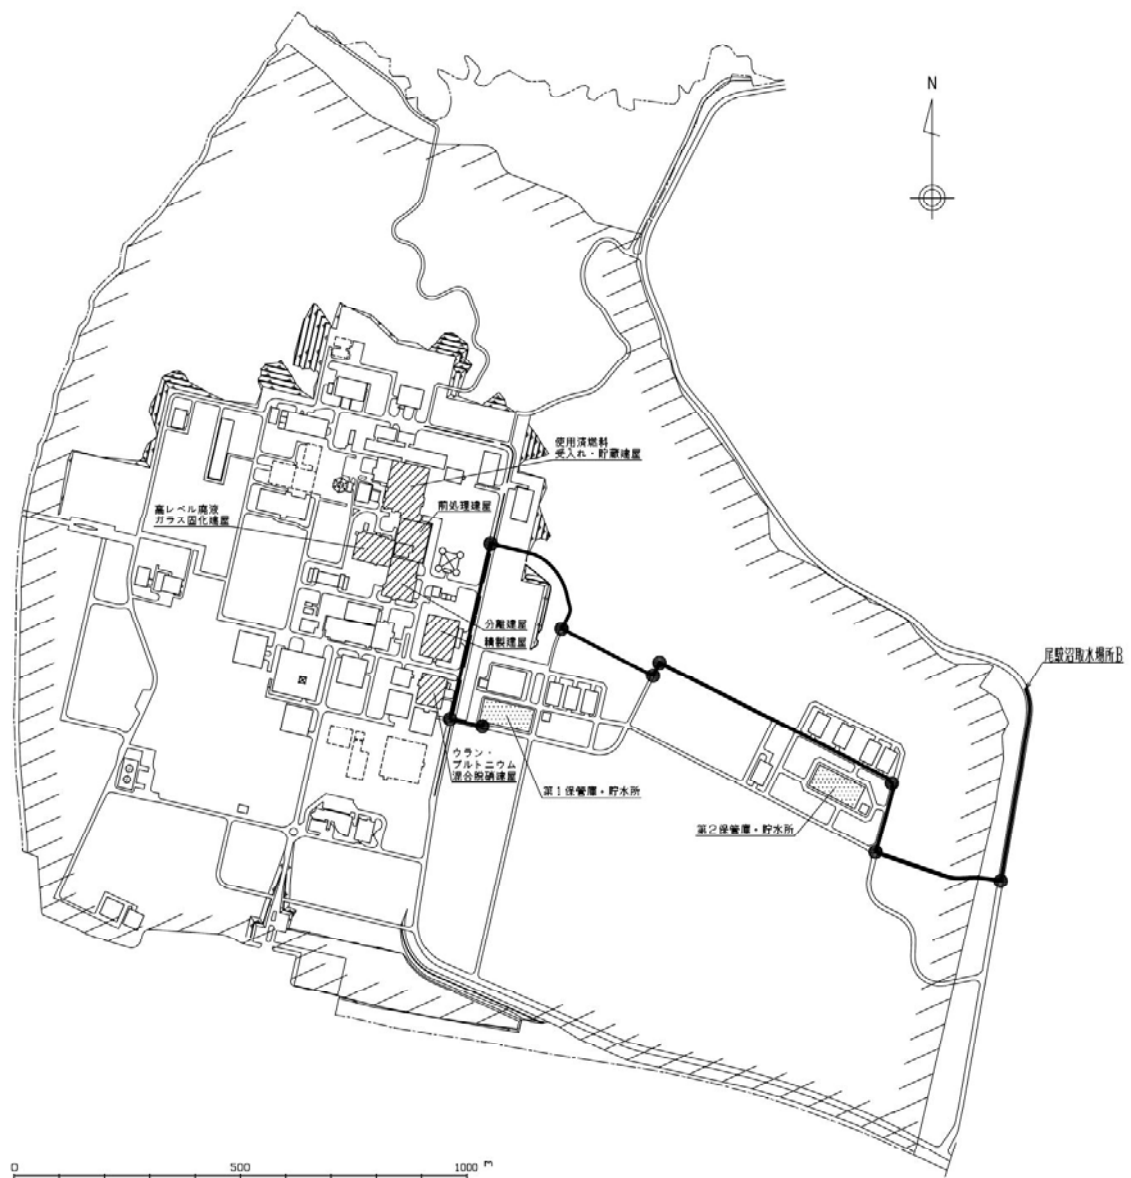 N
使用済燃料
受入れ・貯蔵建屋
前処理建屋
高レベル廃液
ガラス固化建屋
分離建屋
精製建屋
尾駮沼取水場所B
ウラン・
プルトニウム
混合脱硝建屋
第1保管庫・貯水所
第2保管庫・貯水所
0 500 1000 m